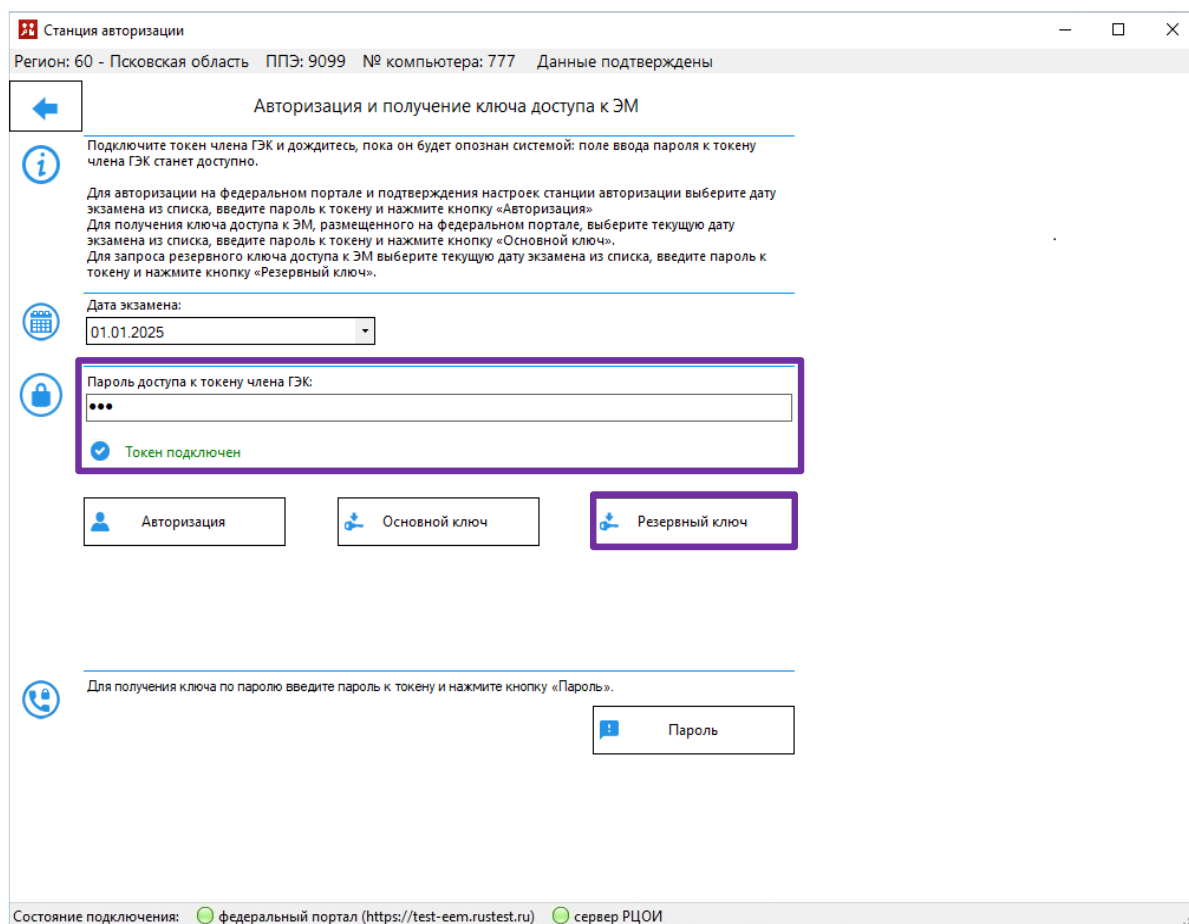 Станция авторизации
Регион: 60 - Псковская область ППЭ: 9099 № компьютера: 777 Данные подтверждены
Авторизация и получение ключа доступа к ЭМ
Подключите токен члена ГЭК и дождитесь, пока он будет опознан системой: поле ввода пароля к токену
члена ГЭК станет доступно.
Для авторизации на федеральном портале и подтверждения настроек станции авторизации выберите дату
экзамена из списка, введите пароль к токену и нажмите кнопку «Авторизация»
Для получения ключа доступа к ЭМ, размещенного на федеральном портале, выберите текущую дату
экзамена из списка, введите пароль к токену и нажмите кнопку «Основной ключ».
Для запроса резервного ключа доступа к ЭМ выберите текущую дату экзамена из списка, введите пароль к
токену и нажмите кнопку «Резервный ключ».
Дата экзамена:
01.01.2025
Пароль доступа к токену члена ГЭК:
•••
Токен подключен
Авторизация Основной ключ Резервный ключ
Для получения ключа по паролю введите пароль к токену и нажмите кнопку «Пароль».
Пароль
Состояние подключения: федеральный портал (https://test-eem.rustest.ru) сервер РЦОИ